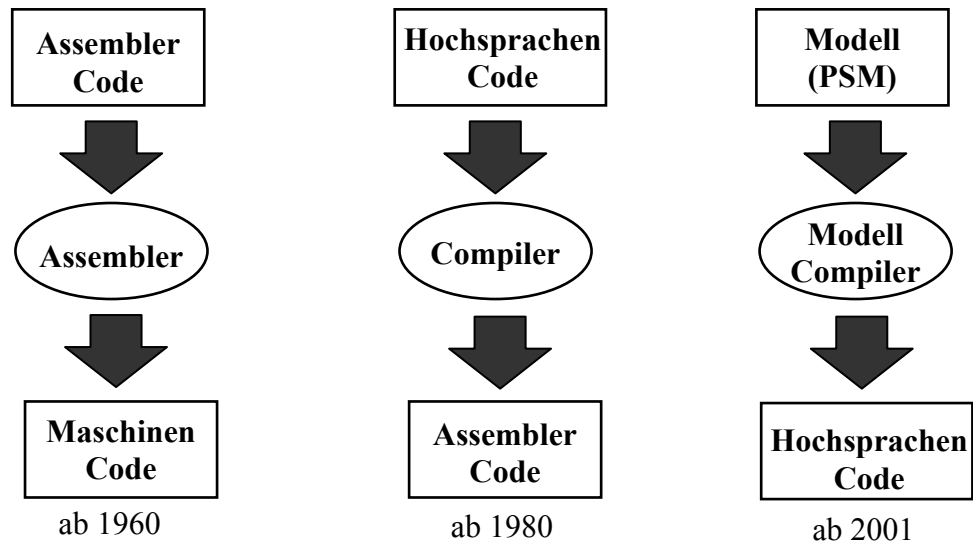 Assembler
Code
Assembler
Maschinen
Code
ab 1960
Hochsprachen
Code
Compiler
Assembler
Code
ab 1980
Modell
(PSM)
Modell
Compiler
Hochsprachen
Code
ab 2001